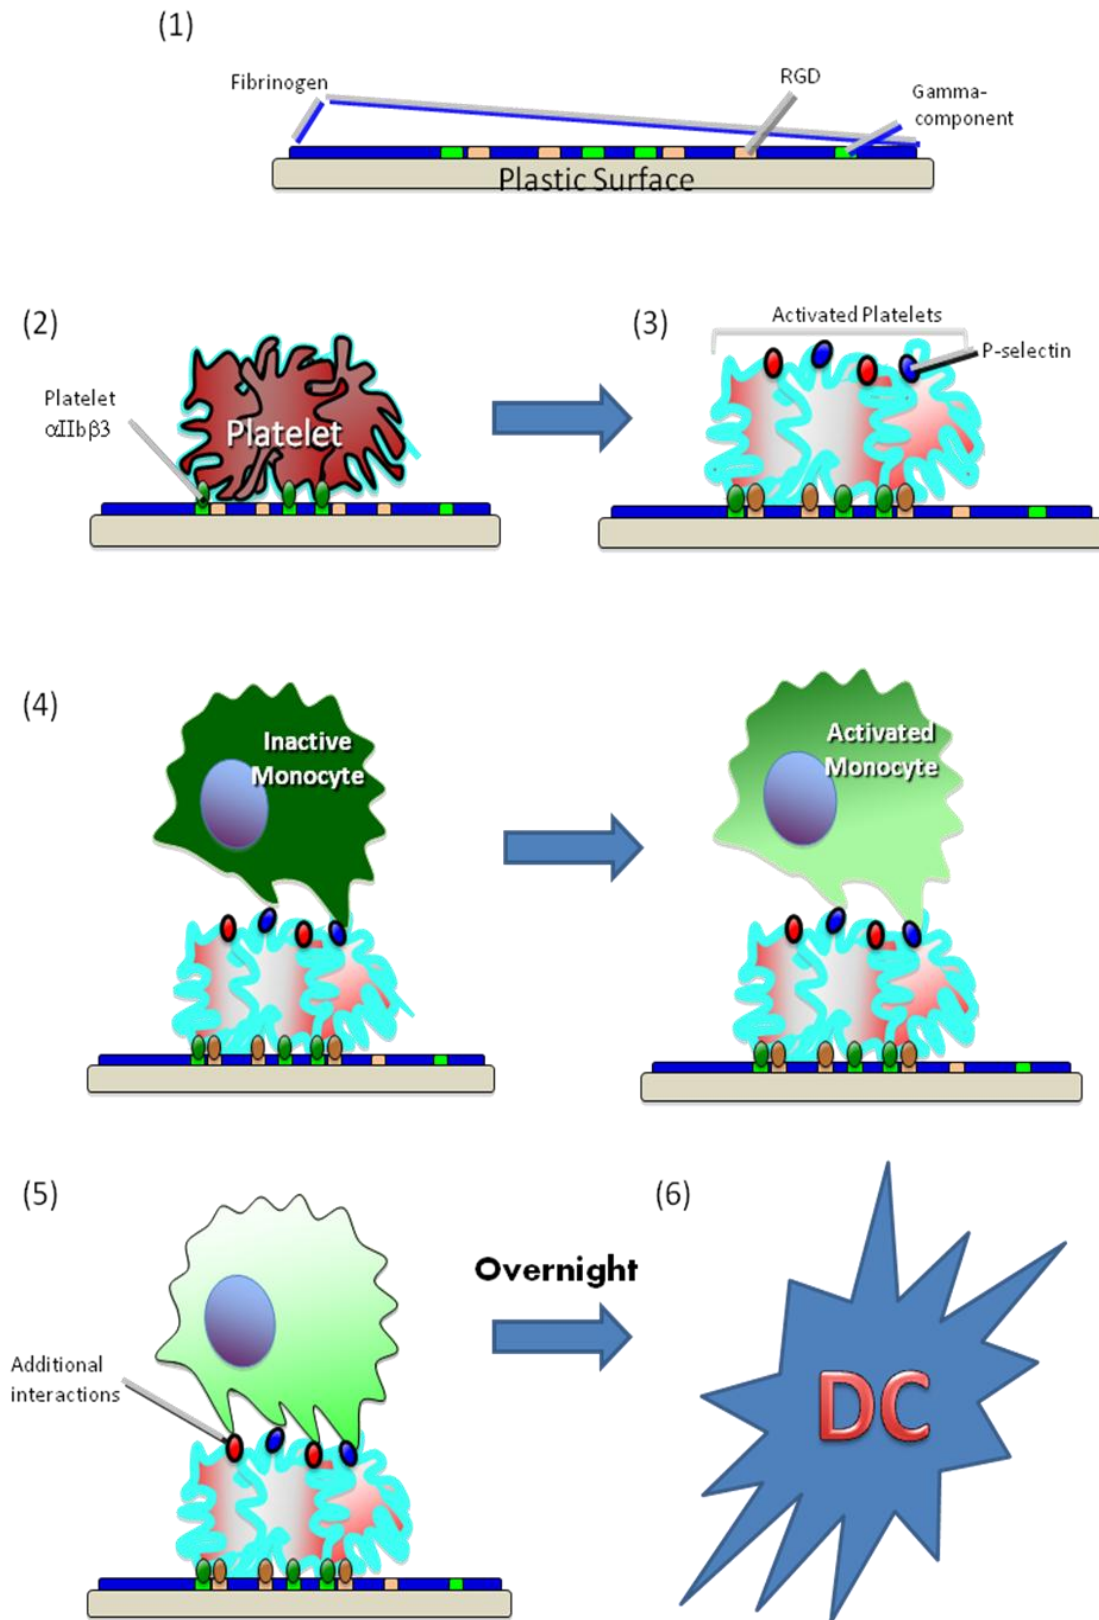 (1)
Fibrinogen
RGD
Gamma-
component
Plastic Surface
(2)
Platelet
αIIbβ3
Platelet
(3)
Activated Platelets
P-selectin
(4)
Inactive
Monocyte
Activated
Monocyte
(5)
Additional
interactions
Overnight
(6)
DC